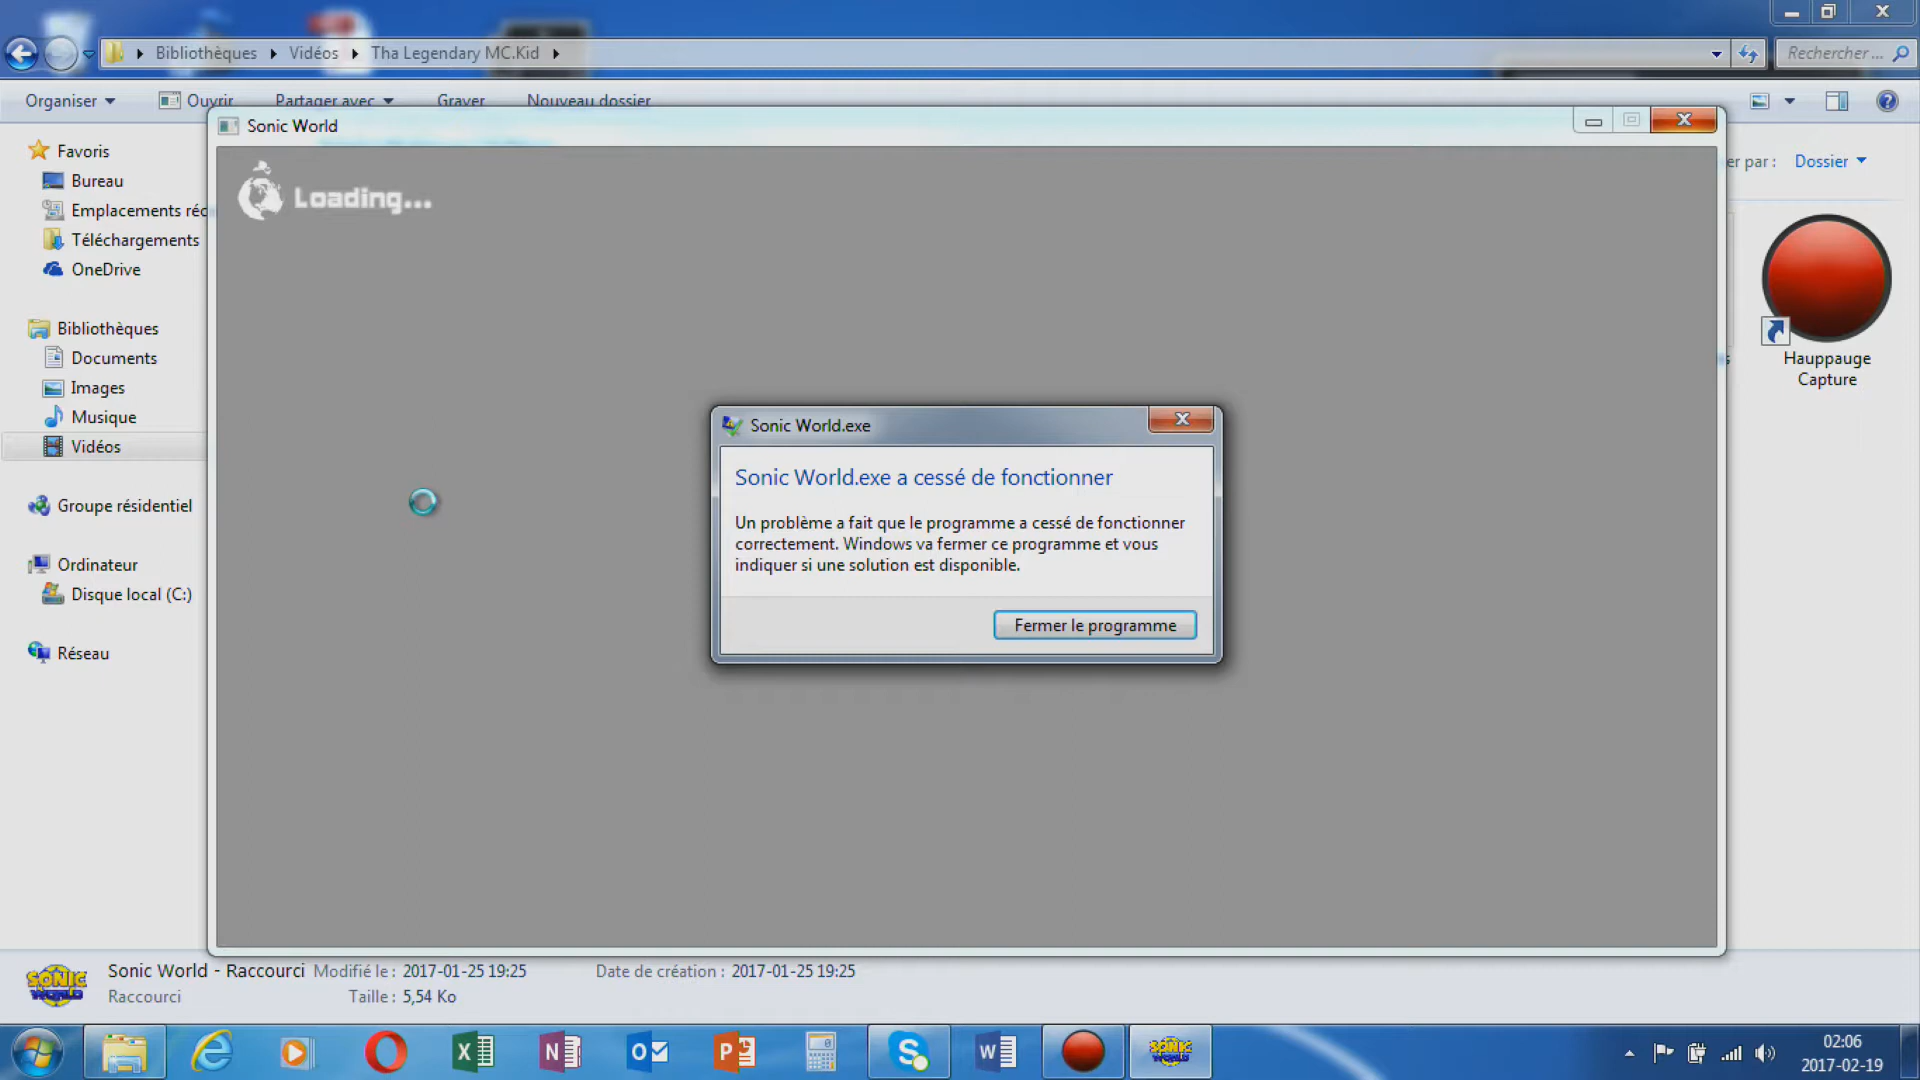 Bibliothèques
Vidéos
Tha Legendary MC.Kid
Rechercher ...
Organiser
Ouvrir
Partager avec
Graver
Nouveau dossier
Sonic World
Favoris
Bureau
Emplacements réc
Téléchargements
OneDrive
Bibliothèques
Documents
Images
Musique
Vidéos
Groupe résidentiel
Ordinateur
Disque local (C:)
Réseau
Loading...
er par :
Dossier
Hauppauge
Capture
Sonic World.exe
Sonic World.exe a cessé de fonctionner
Un problème a fait que le programme a cessé de fonctionner
correctement. Windows va fermer ce programme et vous
indiquer si une solution est disponible.
Fermer le programme
SONIC
WORLD
Sonic World - Raccourci Modifié le : 2017-01-25 19:25 Date de création : 2017-01-25 19:25
Raccourci Taille : 5,54 Ko
02:06
2017-02-19